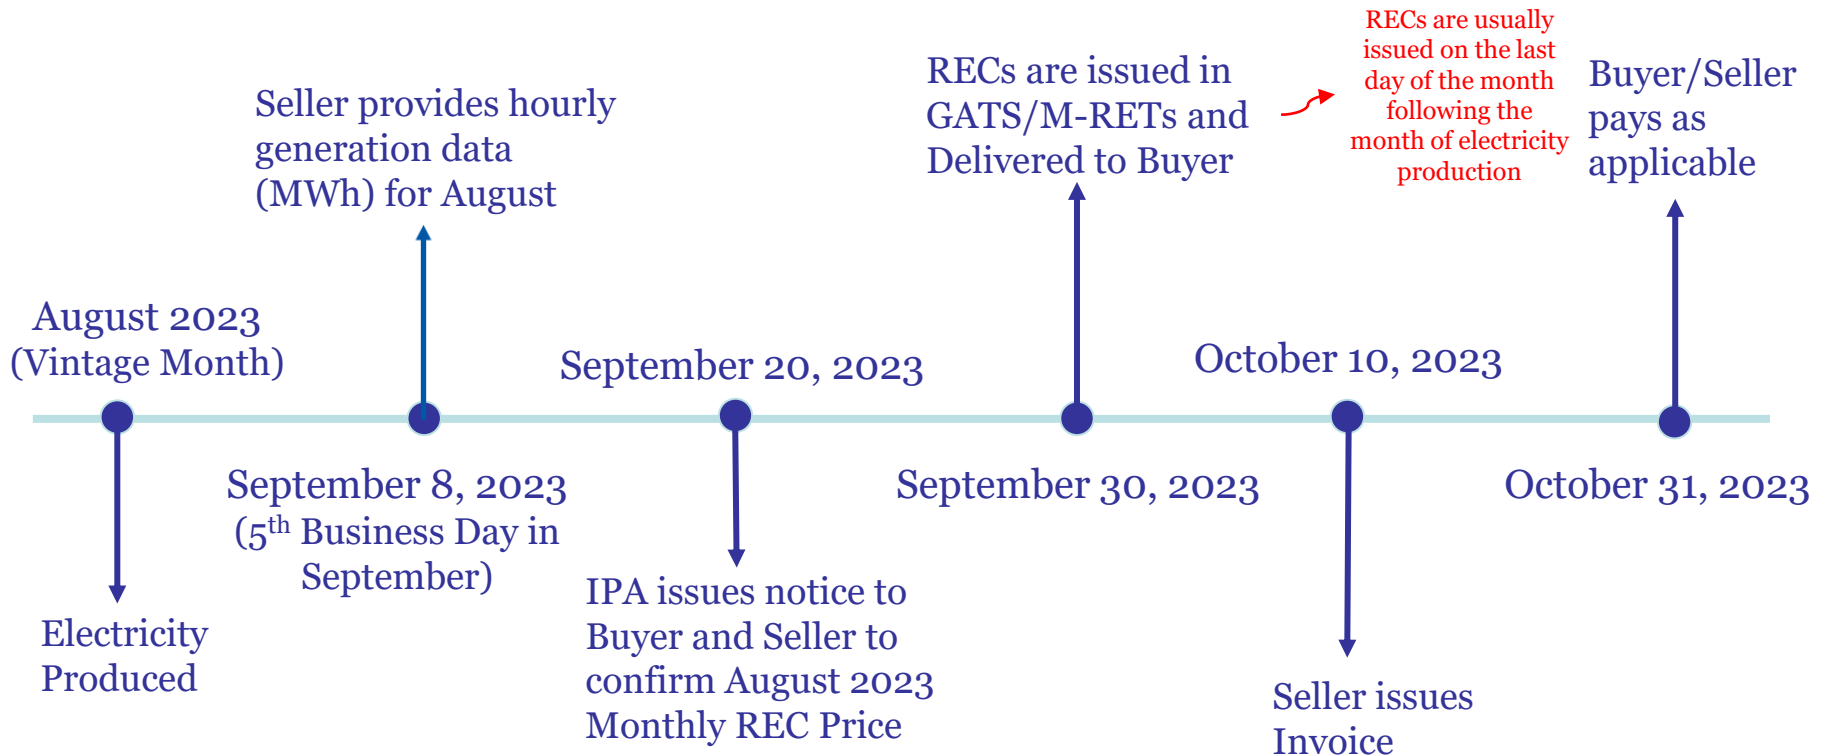 August 2023
(Vintage Month)
Electricity
Produced
Seller provides hourly
generation data
(MWh) for August
September 8, 2023
(5th Business Day in
September)
September 20, 2023
IPA issues notice to
Buyer and Seller to
confirm August 2023
Monthly REC Price
RECs are issued in
GATS/M-RETs and
Delivered to Buyer
RECs are usually
issued on the last
day of the month
following the
month of electricity
production
September 30, 2023
October 10, 2023
Seller issues
Invoice
Buyer/Seller
pays as
applicable
October 31, 2023